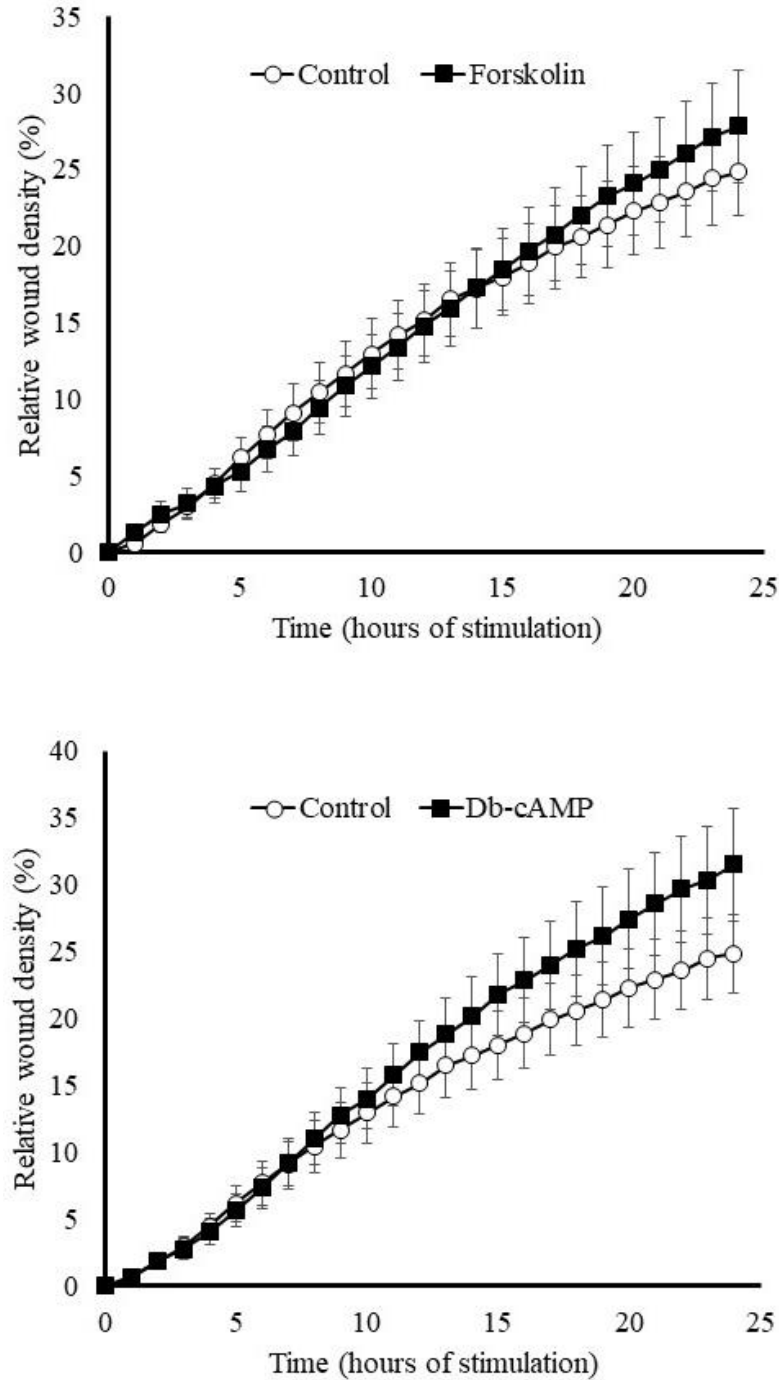 35
30
25
20
15
10
5
0
Relative wound density (%)
Control Forskolin
0 5 10 15 20 25
Time (hours of stimulation)
40
35
30
25
20
15
10
5
0
Relative wound density (%)
Control Db-cAMP
0 5 10 15 20 25
Time (hours of stimulation)